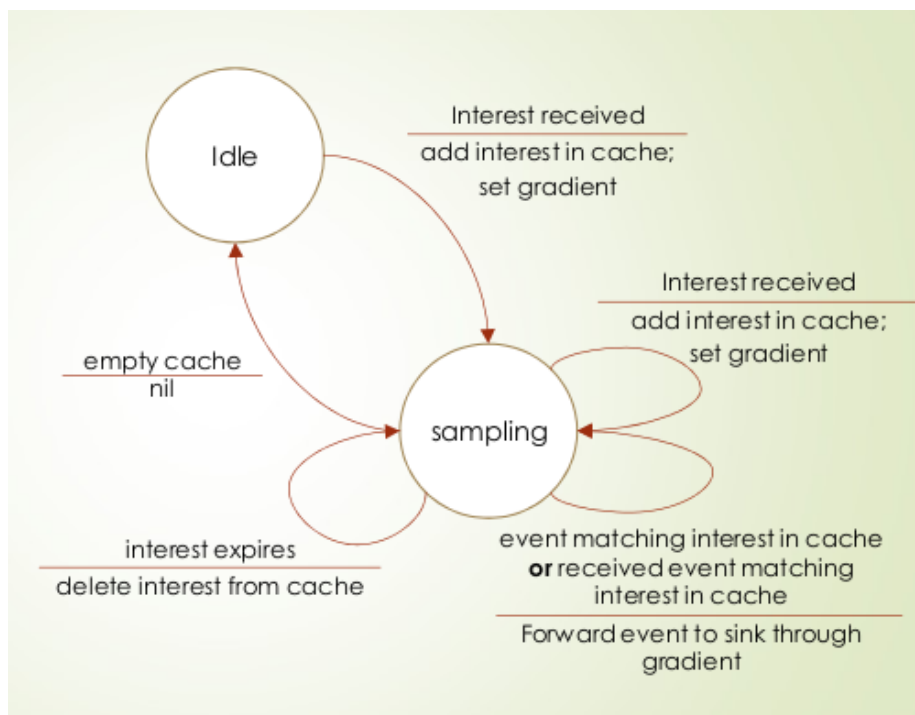 Idle
Interest received
add interest in cache;
set gradient
Interest received
add interest in cache;
set gradient
empty cache
nil
sampling
interest expires
delete interest from cache
event matching interest in cache
or received event matching
interest in cache
Forward event to sink through
gradient